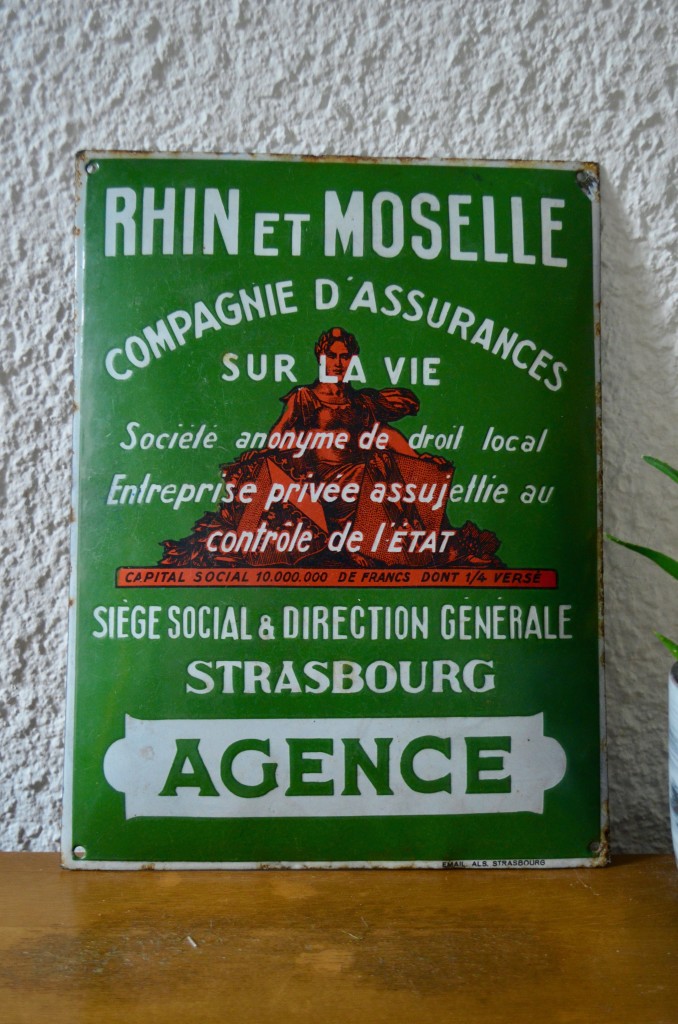 RHIN ET MOSELLE
COMPAGNIE D'ASSURANCES
SUR LA VIE
Société anonyme de droit local
Entreprise privée assujettie au
contrôle de l'ÉTAT
CAPITAL SOCIAL 10.000.000 DE FRANCS DONT 1/4 VERSÉ
SIÈGE SOCIAL & DIRECTION GÉNÉRALE
STRASBOURG
AGENCE
EMAIL. ALS. STRASBOURG